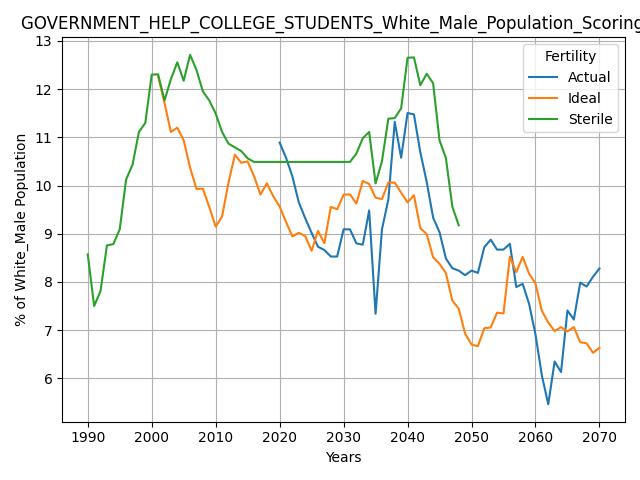 GOVERNMENT_HELP_COLLEGE_STUDENTS_White_Male_Population_Scoring
Fertility
Actual
Ideal
Sterile
% of White_Male Population
13
12
11
10
9
8
7
6
1990 2000 2010 2020 2030 2040 2050 2060 2070
Years